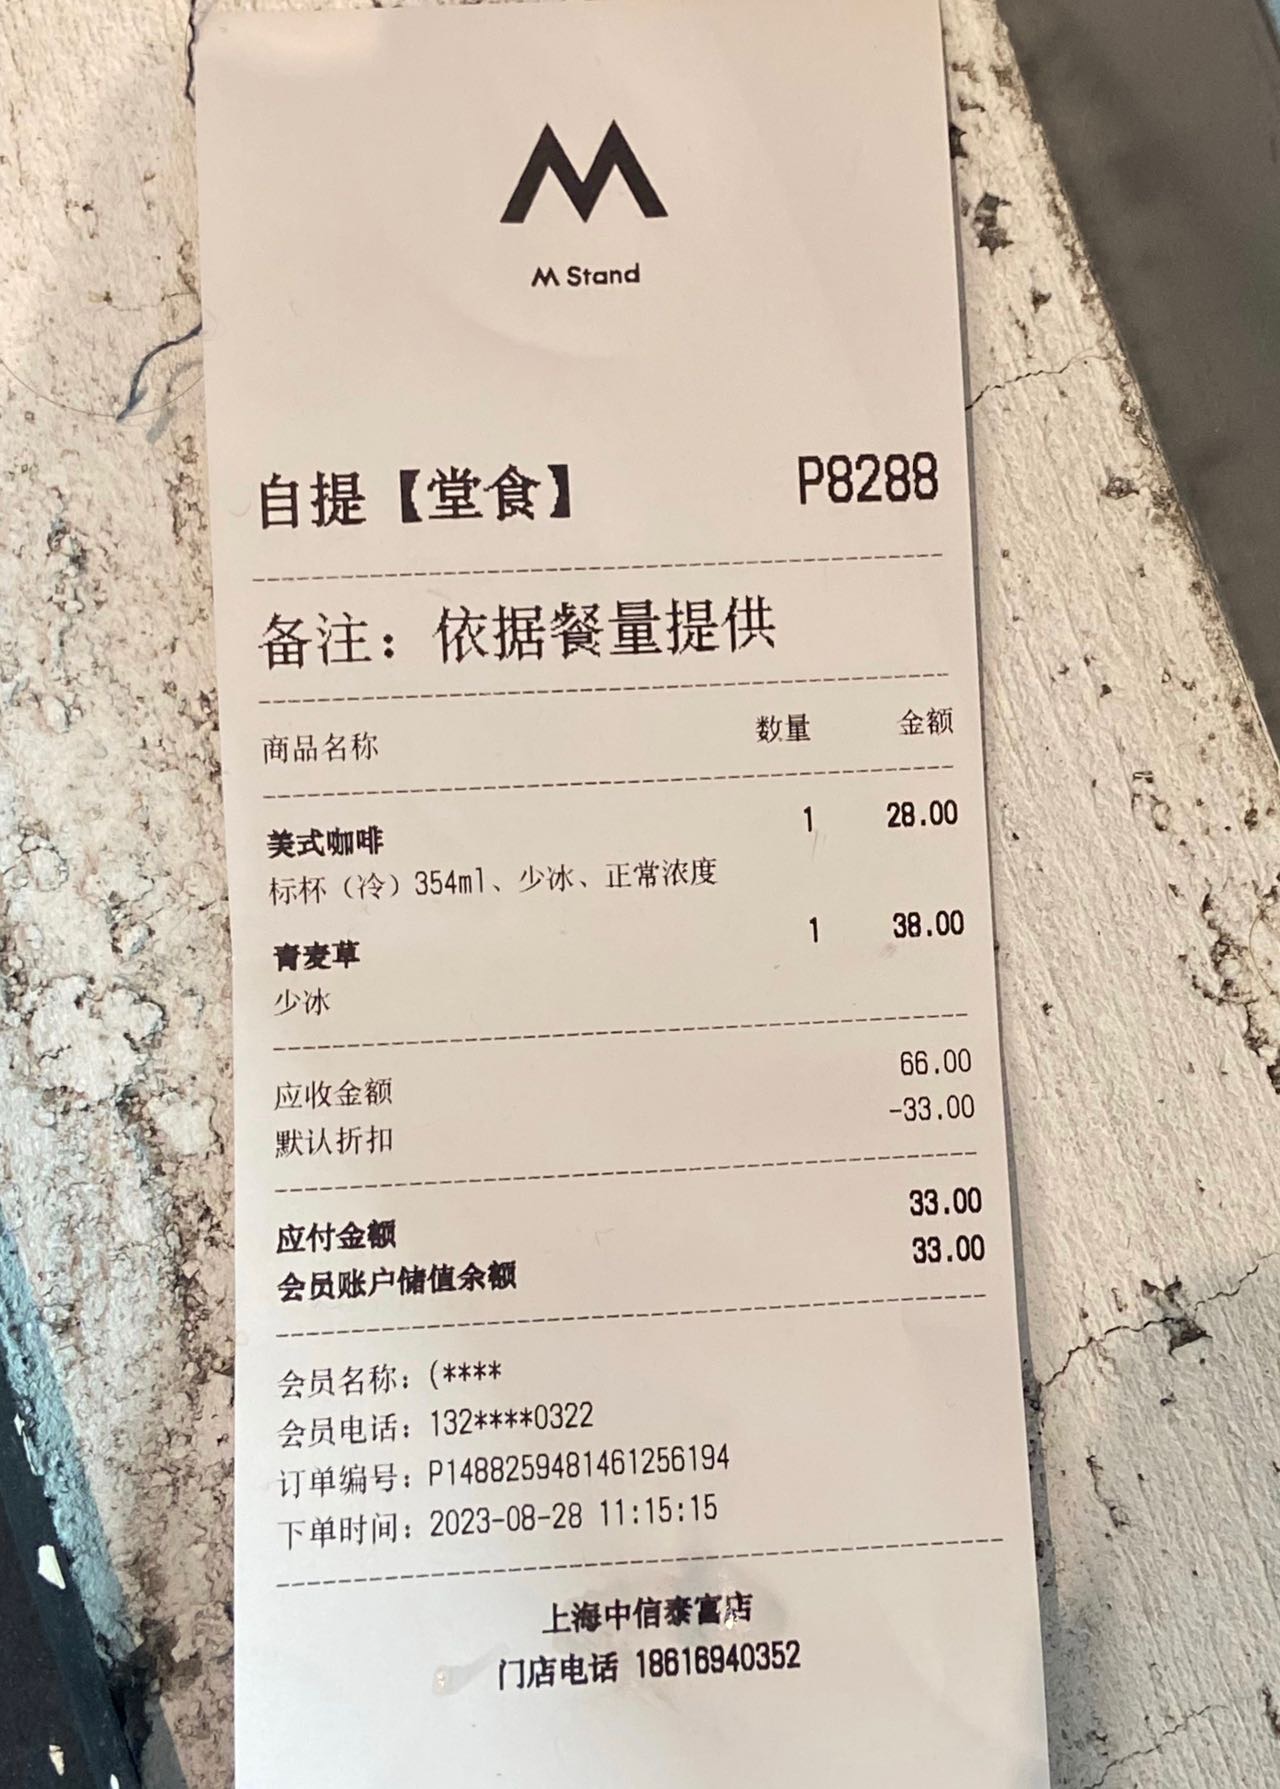 M Stand
自提【堂食】 P8288
备注：依据餐量提供
商品名称 数量 金额
美式咖啡 1 28.00
标杯（冷）354ml、少冰、正常浓度
青麦草 1 38.00
少冰
应收金额 66.00
默认折扣 -33.00
应付金额 33.00
会员账户储值余额 33.00
会员名称：(****
会员电话：132****0322
订单编号：P1488259481461256194
下单时间：2023-08-28 11:15:15
上海中信泰富店
门店电话 18616940352